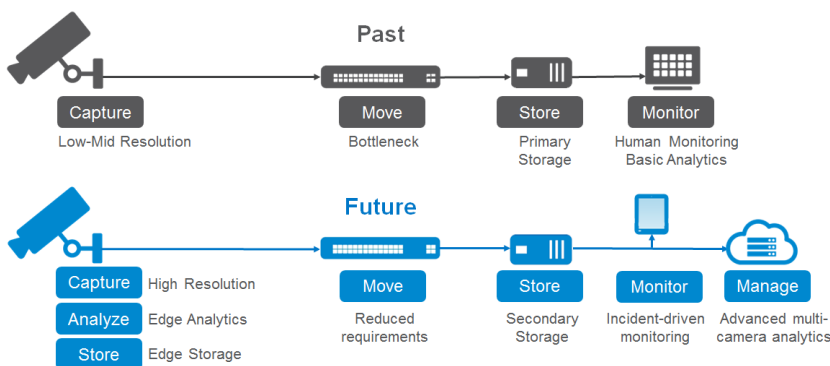 Past
Capture
Move
Store
Monitor
Low-Mid Resolution
Bottleneck
Primary
Storage
Human Monitoring
Basic Analytics
Future
Capture
High Resolution
Analyze
Edge Analytics
Store
Edge Storage
Move
Reduced
requirements
Store
Secondary
Storage
Monitor
Incident-driven
monitoring
Manage
Advanced multi-
camera analytics